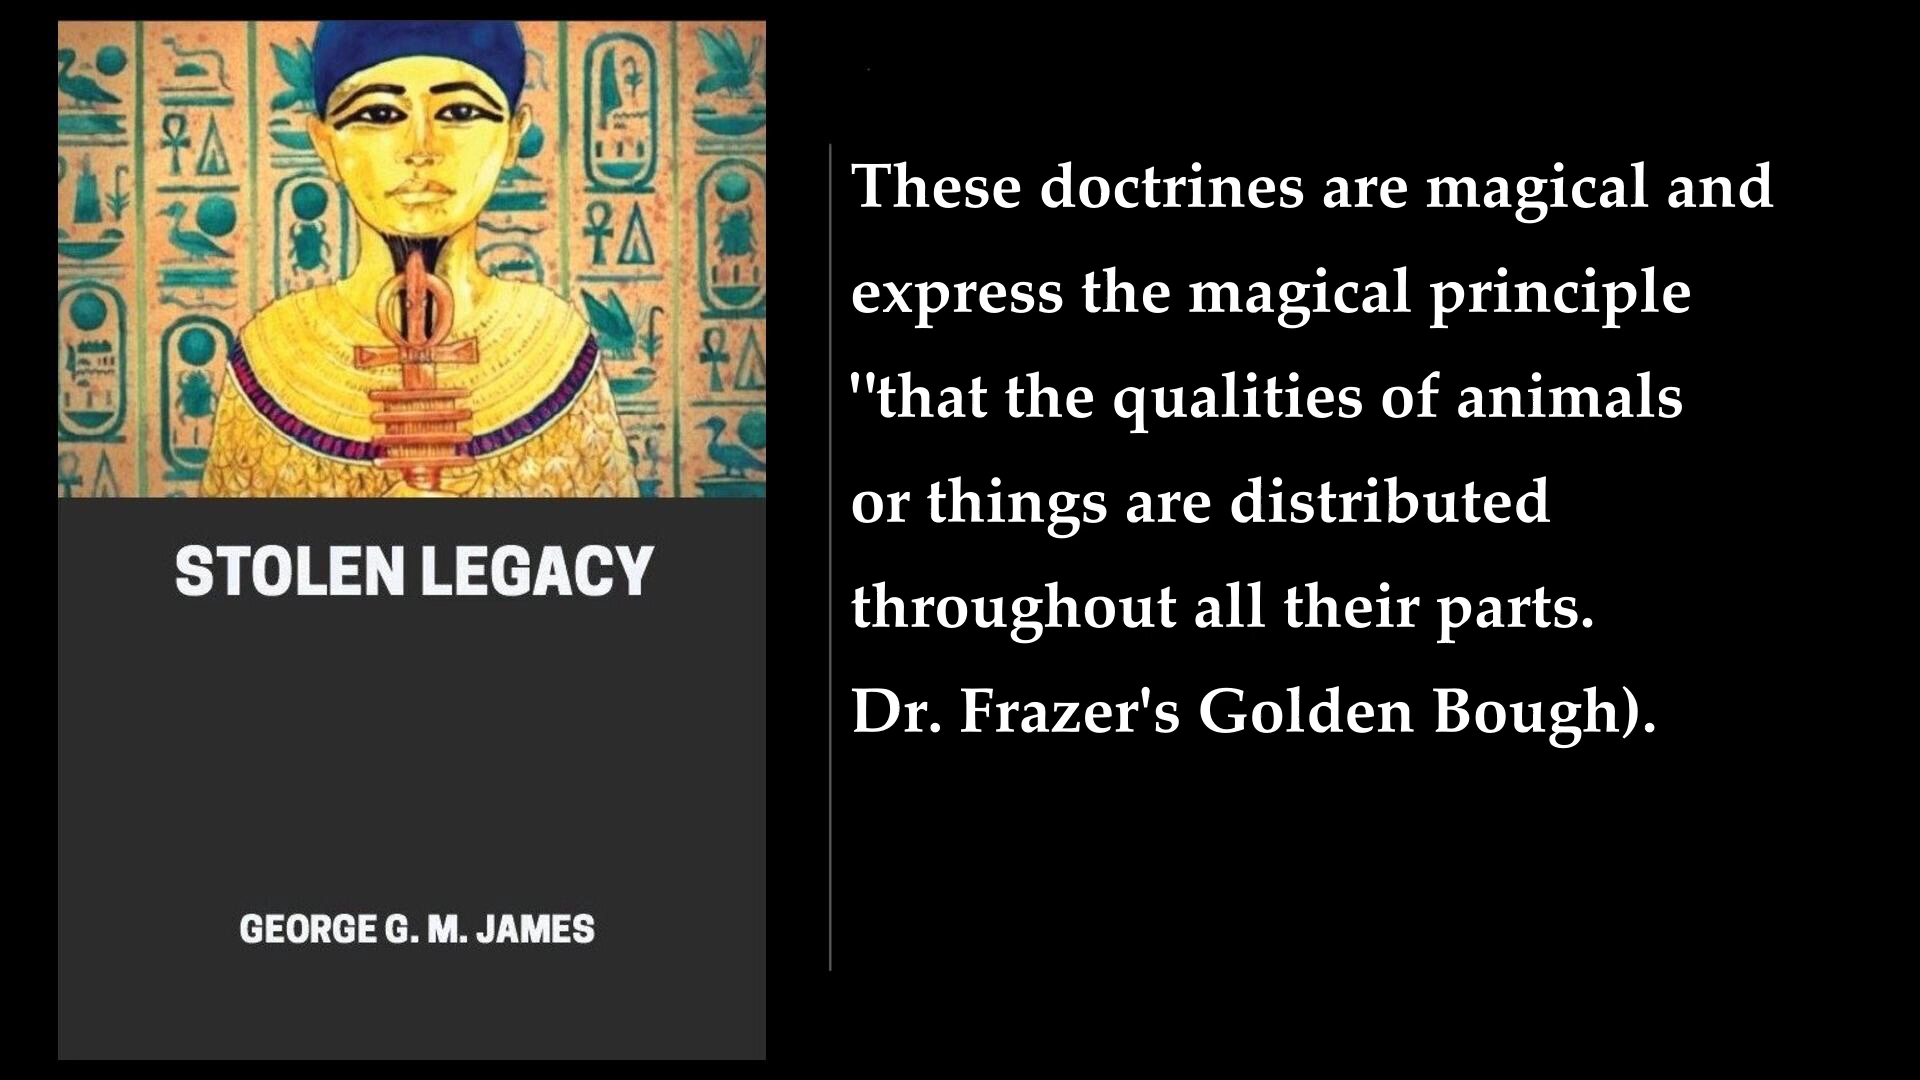 STOLEN LEGACY
GEORGE G. M. JAMES
These doctrines are magical and
express the magical principle
"that the qualities of animals
or things are distributed
throughout all their parts.
Dr. Frazer's Golden Bough).